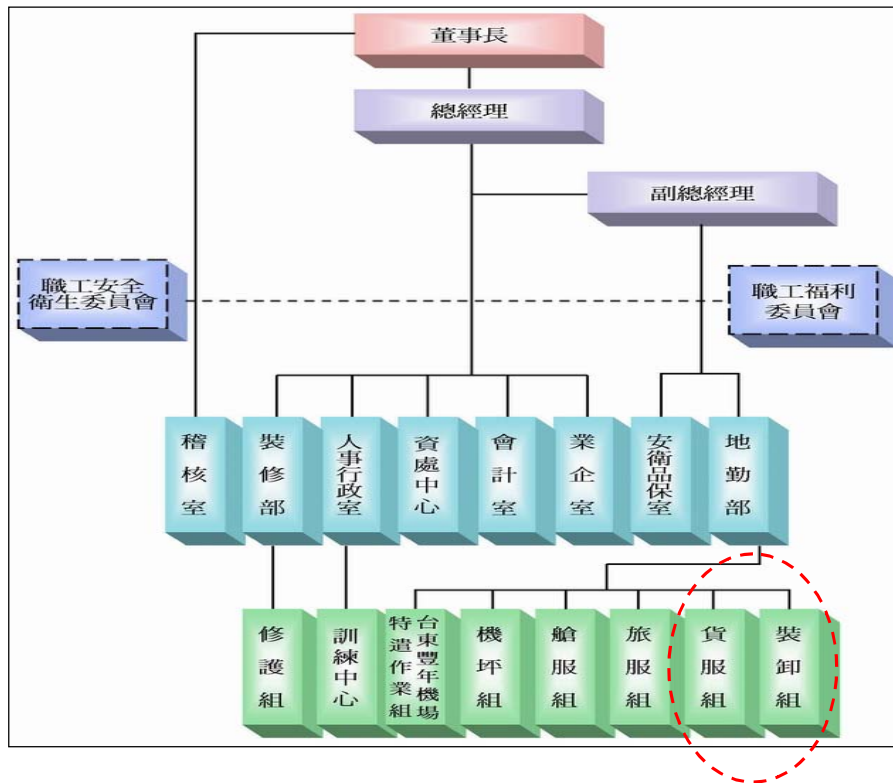 董事長
總經理
副總經理
職工安全
衛生委員會
職工福利
委員會
稽核室
裝修部
人事行政室
資處中心
會計室
業企室
安衛品保室
地勤部
修護組
訓練中心
台東豐年機場
特遣作業組
機坪組
艙服組
旅服組
貨服組
裝卸組